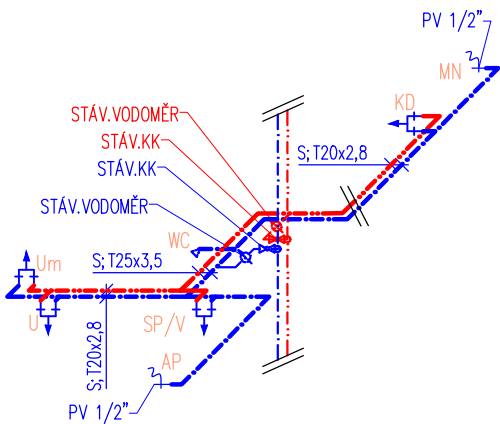 PV 1/2"
MN
KD
STÁV.VODOMĚR
STÁV.KK
S; T20x2,8
STÁV.KK
STÁV.VODOMĚR
WC
S; T25x3,5
Um
U
SP/V
S; T20x2,8
AP
PV 1/2"